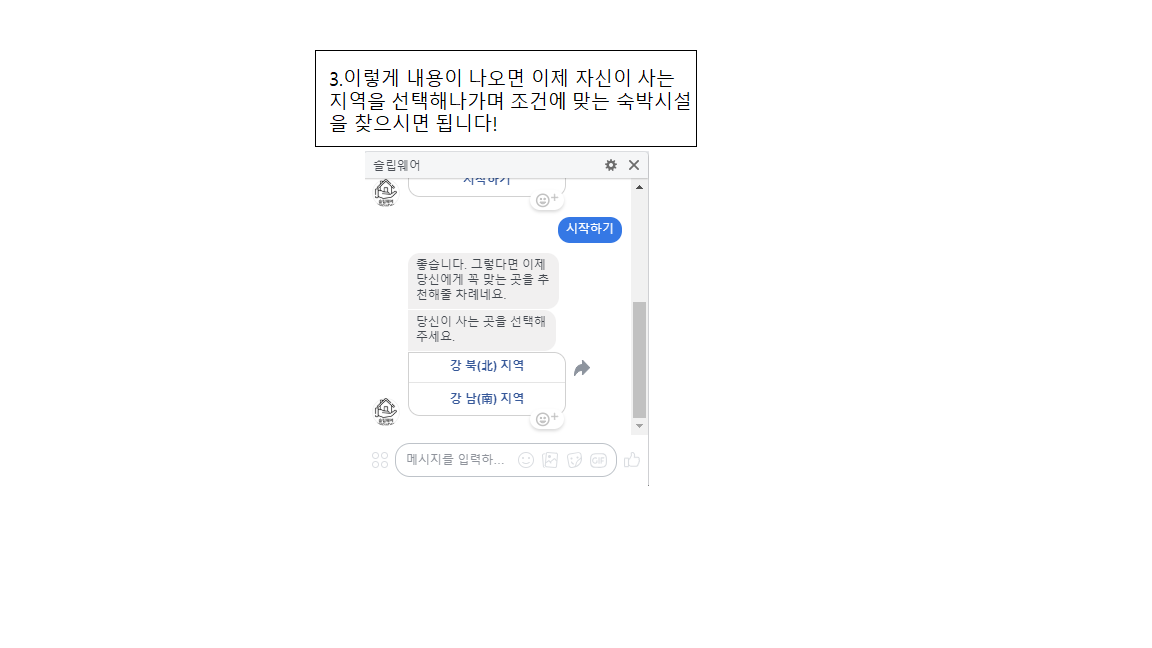 3.이렇게 내용이 나오면 이제 자신이 사는
지역을 선택해나가며 조건에 맞는 숙박시설
을 찾으시면 됩니다!
슬립웨어
시작하기
시작하기
좋습니다. 그렇다면 이제
당신에게 꼭 맞는 곳을 추
천해줄 차례네요.
당신이 사는 곳을 선택해
주세요.
강 북(北) 지역
강 남(南) 지역
메시지를 입력하...
GIF